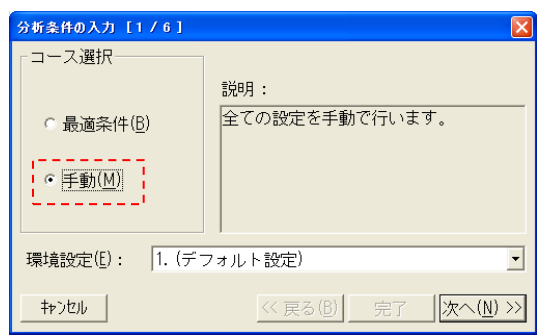 分析条件の入力 [1 / 6]
コース選択
最適条件(B)
手動(M)
説明：
全ての設定を手動で行います。
環境設定(E)： 1. (デフォルト設定)
ｷｬﾝｾﾙ << 戻る(B) 完了 次へ(N) >>